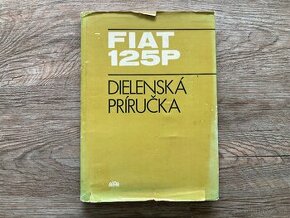 FIAT
125P
DIELENSKÁ
PRÍRUČKA